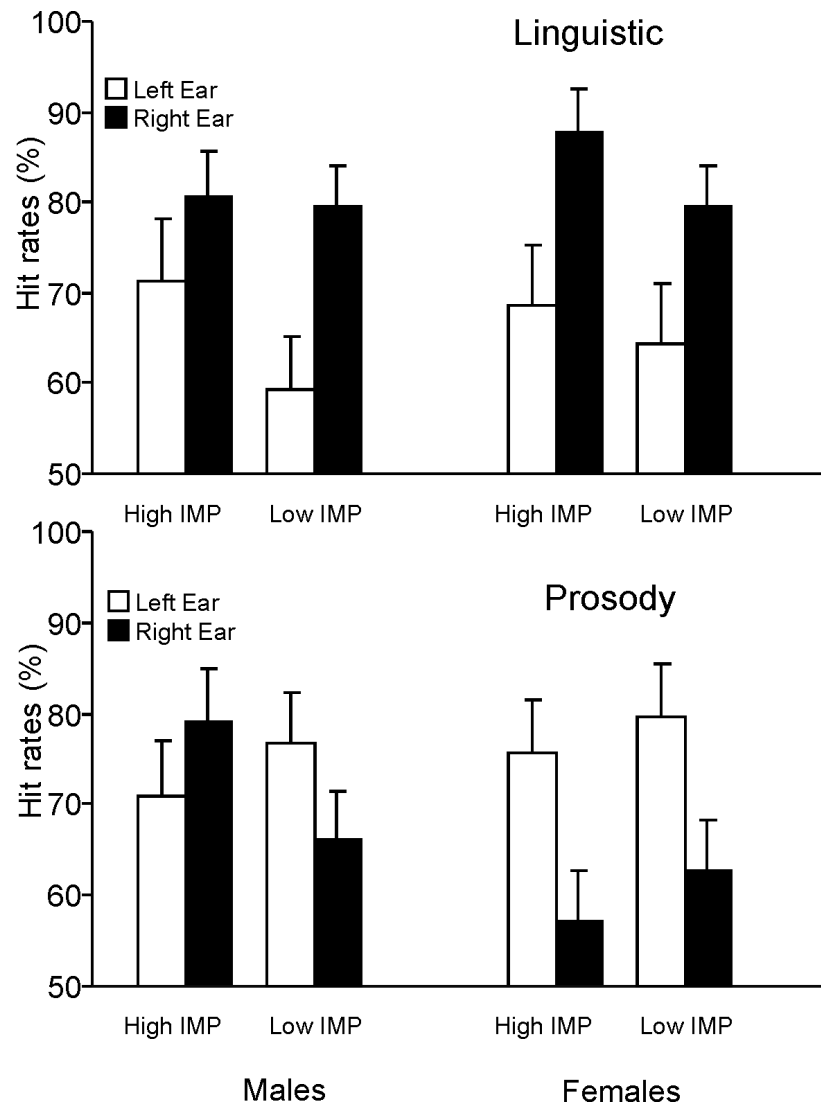 Linguistic
Hit rates (%)
100
90
80
70
60
50
Left Ear
Right Ear
High IMP Low IMP High IMP Low IMP
Prosody
Hit rates (%)
100
90
80
70
60
50
Left Ear
Right Ear
High IMP Low IMP High IMP Low IMP
Males Females